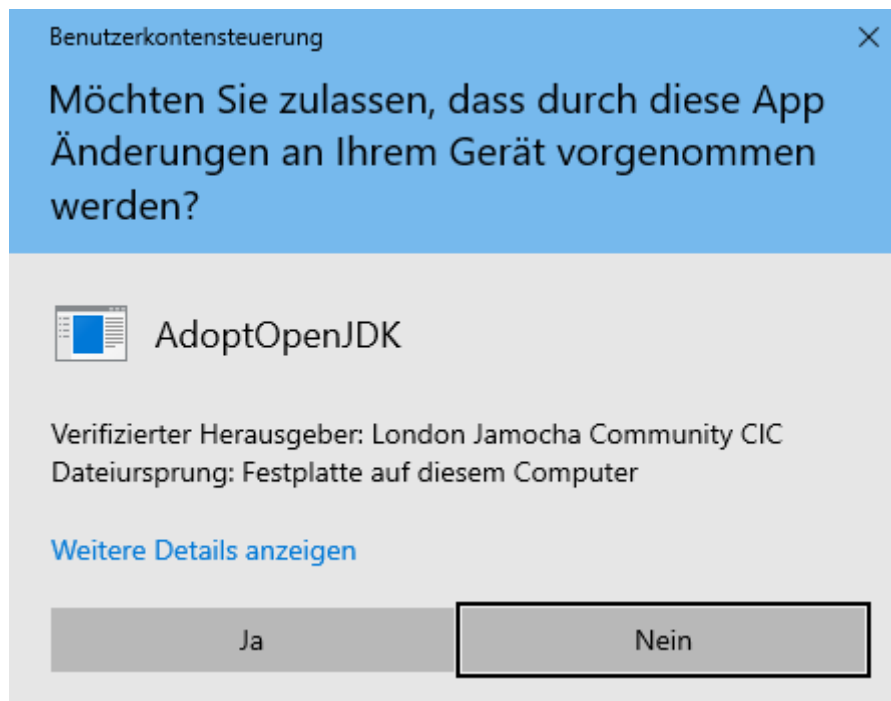 Benutzerkontensteuerung
Möchten Sie zulassen, dass durch diese App
Änderungen an Ihrem Gerät vorgenommen
werden?
AdoptOpenJDK
Verifizierter Herausgeber: London Jamocha Community CIC
Dateiursprung: Festplatte auf diesem Computer
Weitere Details anzeigen
Ja
Nein